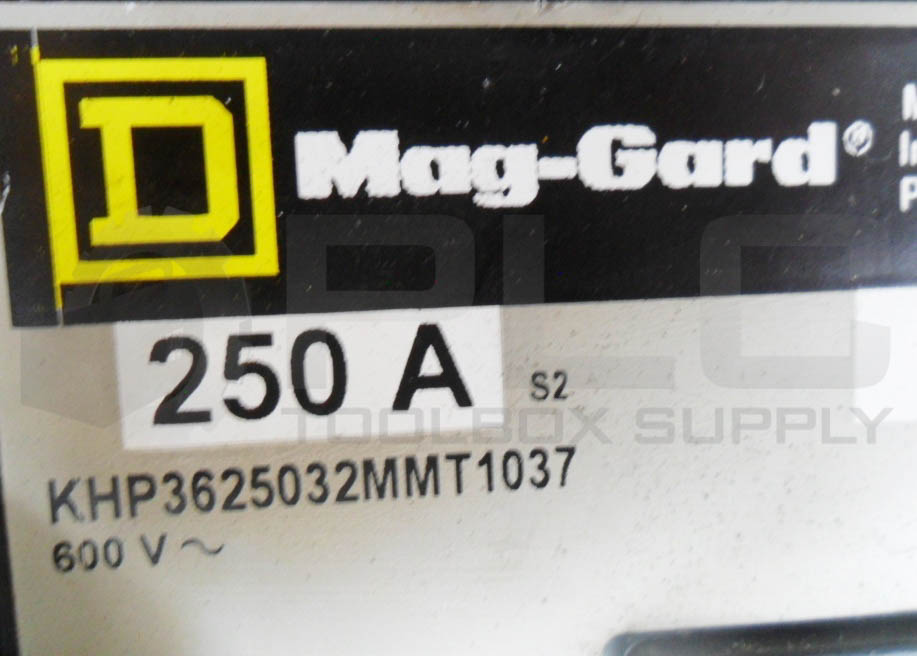 D
Mag-Gard®
250 A
S2
PLC
TOOLBOX SUPPLY
KHP3625032MMT1037
600 V ~